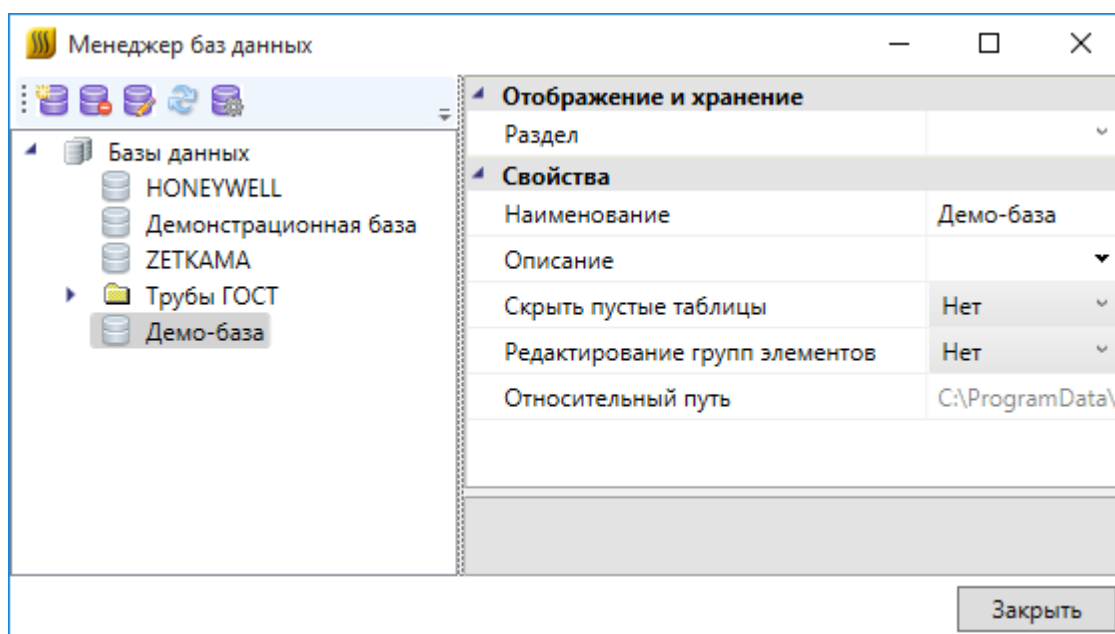 Менеджер баз данных
Базы данных
HONEYWELL
Демонстрационная база
ZETKAMA
Трубы ГОСТ
Демо-база
Отображение и хранение
Раздел
Свойства
Наименование Демо-база
Описание
Скрыть пустые таблицы Нет
Редактирование групп элементов Нет
Относительный путь C:\ProgramData\
Закрыть